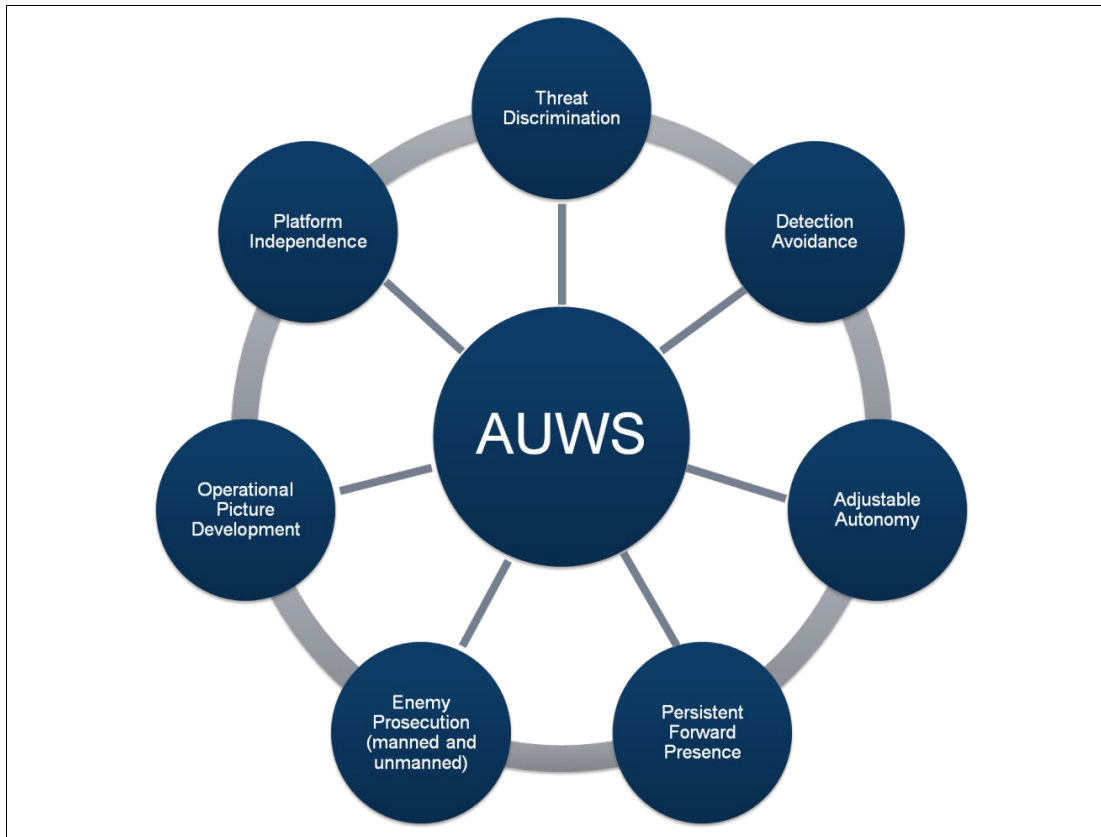 Threat
Discrimination
Detection
Avoidance
Adjustable
Autonomy
Persistent
Forward
Presence
Enemy
Prosecution
(manned and
unmanned)
Operational
Picture
Development
Platform
Independence
AUWS